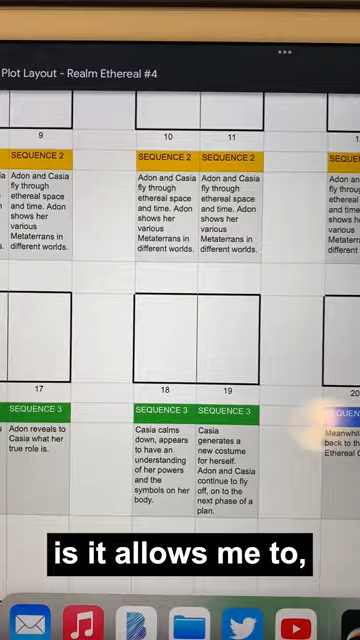 Plot Layout - Realm Ethereal #4
9
10
11
SEQUENCE 2
SEQUENCE 2
SEQUENCE 2
Adon and Casia
fly through
ethereal space
and time. Adon
shows her
various
Metaterrans in
different worlds.
Adon and Casia
fly through
ethereal space
and time. Adon
shows her
various
Metaterrans in
different worlds.
Adon and Casia
fly through
ethereal space
and time. Adon
shows her
various
Metaterrans in
different worlds.
17
18
19
20
SEQUENCE 3
SEQUENCE 3
SEQUENCE 3
Adon reveals to
Casia what her
true role is.
Casia calms
down, appears
to have an
understanding
of her powers
and the
symbols on her
body.
Casia
generates a
new costume
for herself.
Adon and Casia
continue to fly
off, on to the
next phase of a
plan.
Meanwhile
back to th
Ethereal
is it allows me to,